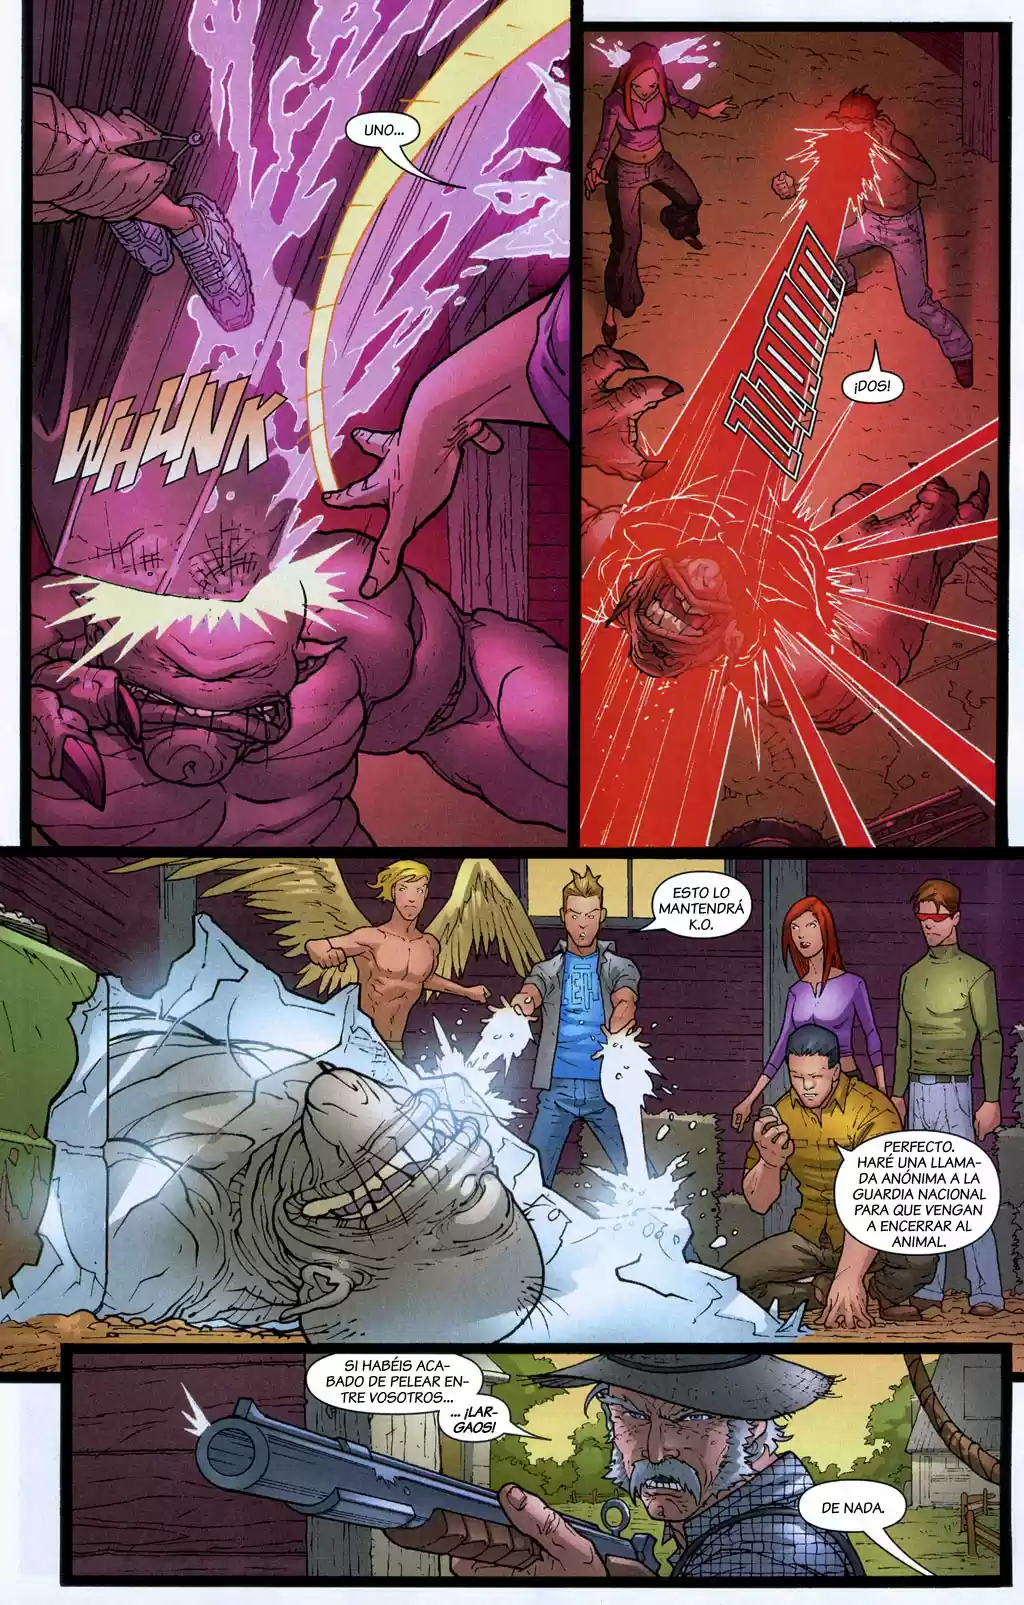 UNO...
WHUNK
¡DOS!
ESTO LO
MANTENDRÁ
K.O.
PERFECTO.
HARÉ UNA LLAMA-
DA ANÓNIMA A LA
GUARDIA NACIONAL
PARA QUE VENGAN
A ENCERRAR AL
ANIMAL.
SI HABÉIS ACA-
BADO DE PELEAR EN-
TRE VOSOTROS...
... ¡LAR-
GAOS!
DE NADA.